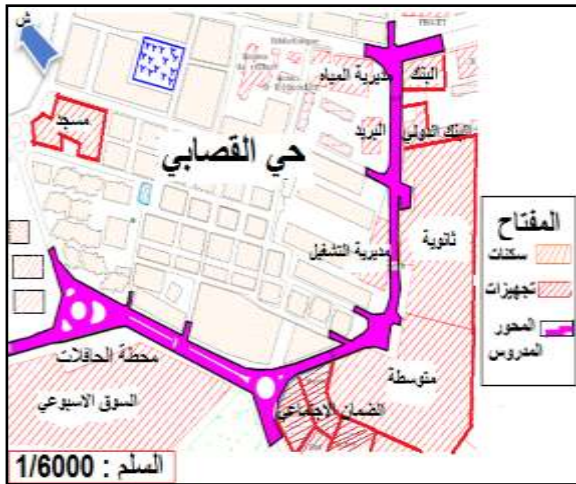 ش
البنك
مديرية المياه
مسجد
البريد
البنك الدولي
حي القصابي
المفتاح
سكنات
تجهيزات
المحور
المدروس
ثانوية
مديرية التشغيل
محطة الحافلات
متوسطة
السوق الاسبوعي
الضمان الاجتماعي
السلم : 1/6000